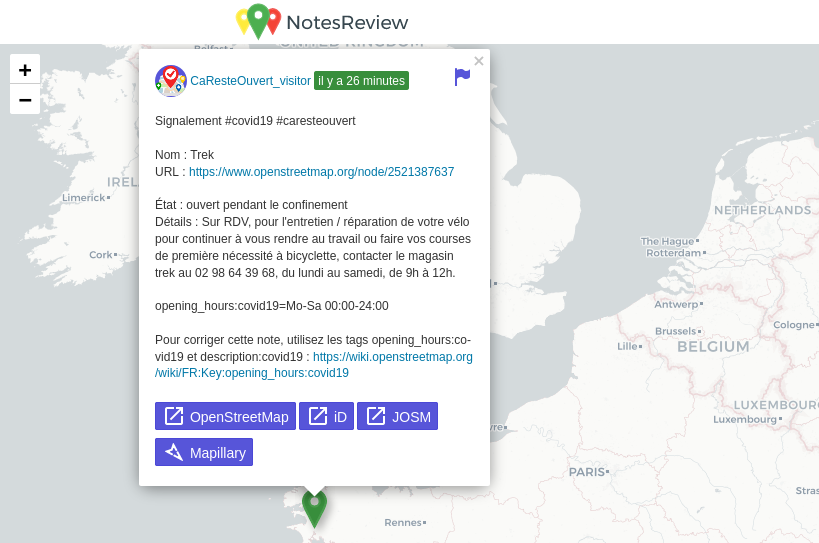 NotesReview
Belfast
UNITED KINGDOM
+
−
×
CaResteOuvert_visitor il y a 26 minutes
Signalement #covid19 #caresteouvert
Nom : Trek
URL : https://www.openstreetmap.org/node/2521387637
État : ouvert pendant le confinement
Détails : Sur RDV, pour l'entretien / réparation de votre vélo
pour continuer à vous rendre au travail ou faire vos courses
de première nécessité à bicyclette, contacter le magasin
trek au 02 98 64 39 68, du lundi au samedi, de 9h à 12h.
opening_hours:covid19=Mo-Sa 00:00-24:00
Pour corriger cette note, utilisez les tags opening_hours:co-
vid19 et description:covid19 : https://wiki.openstreetmap.org
/wiki/FR:Key:opening_hours:covid19
OpenStreetMap
iD
JOSM
Mapillary
IREL
Limerick
Cork
NETHERLANDS
The Hague
Rotterdam
Antwerp
Brussels
Cologne
Lille
BELGIUM
LUXEMBOURG
Luxembourg
PARIS
Stras
Rennes